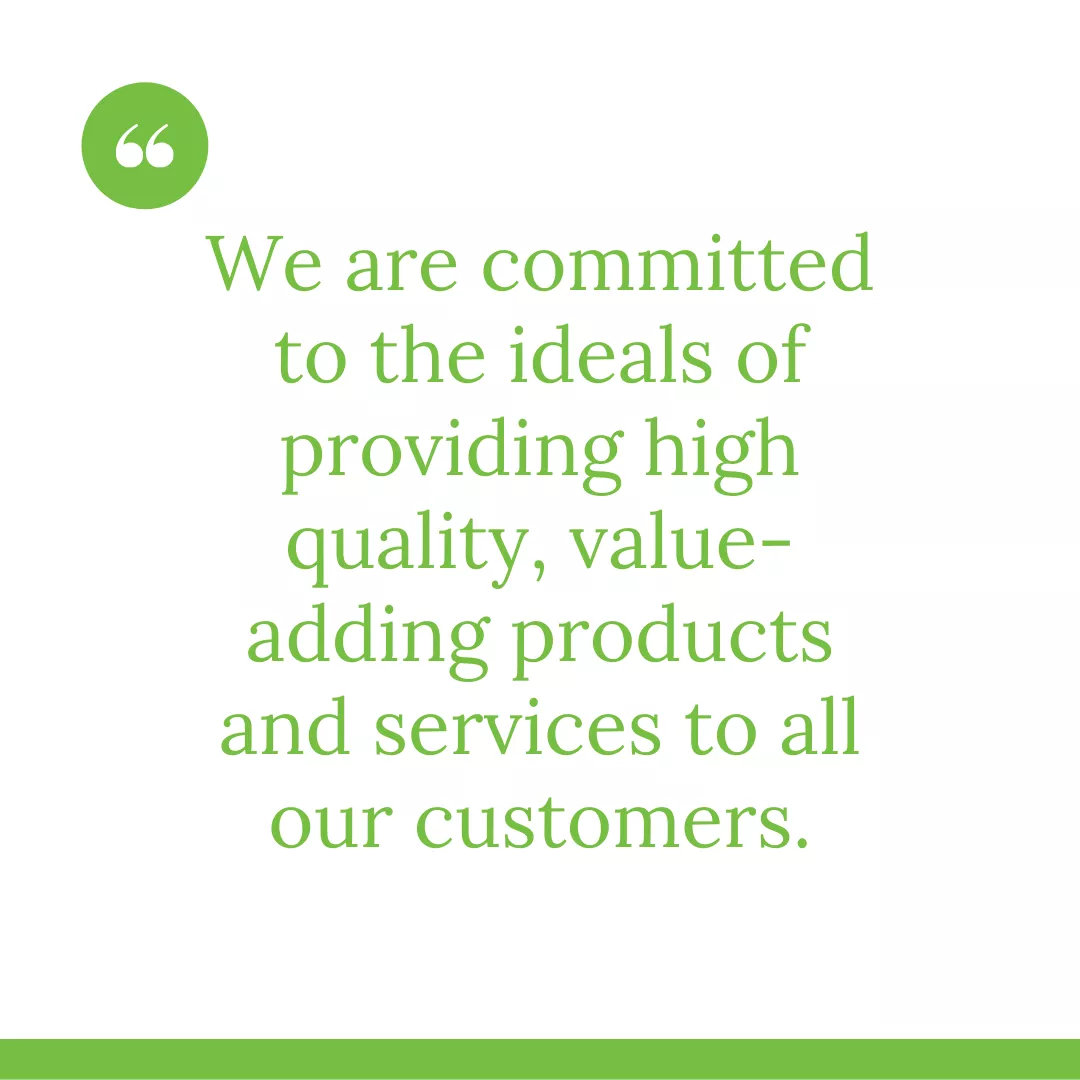 “
We are committed
to the ideals of
providing high
quality, value-
adding products
and services to all
our customers.